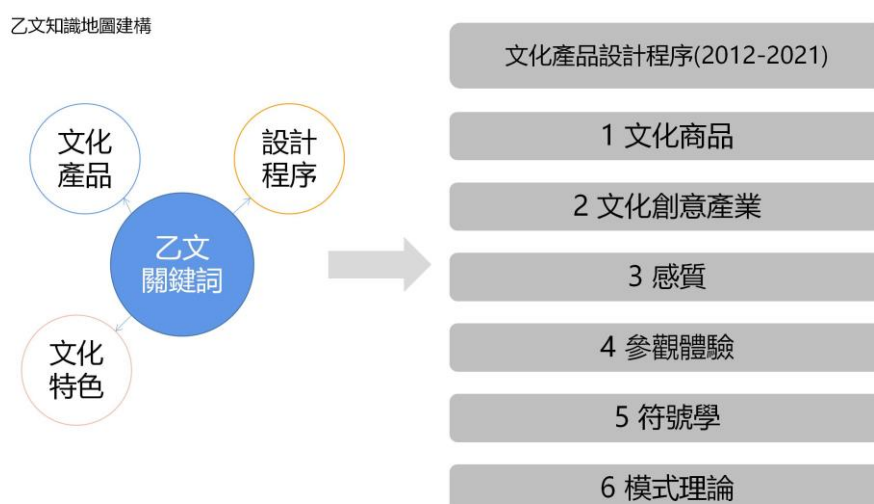 乙文知識地圖建構
文化
產品
設計
程序
乙文
關鍵詞
文化
特色
文化產品設計程序(2012-2021)
1 文化商品
2 文化創意產業
3 感質
4 參觀體驗
5 符號學
6 模式理論